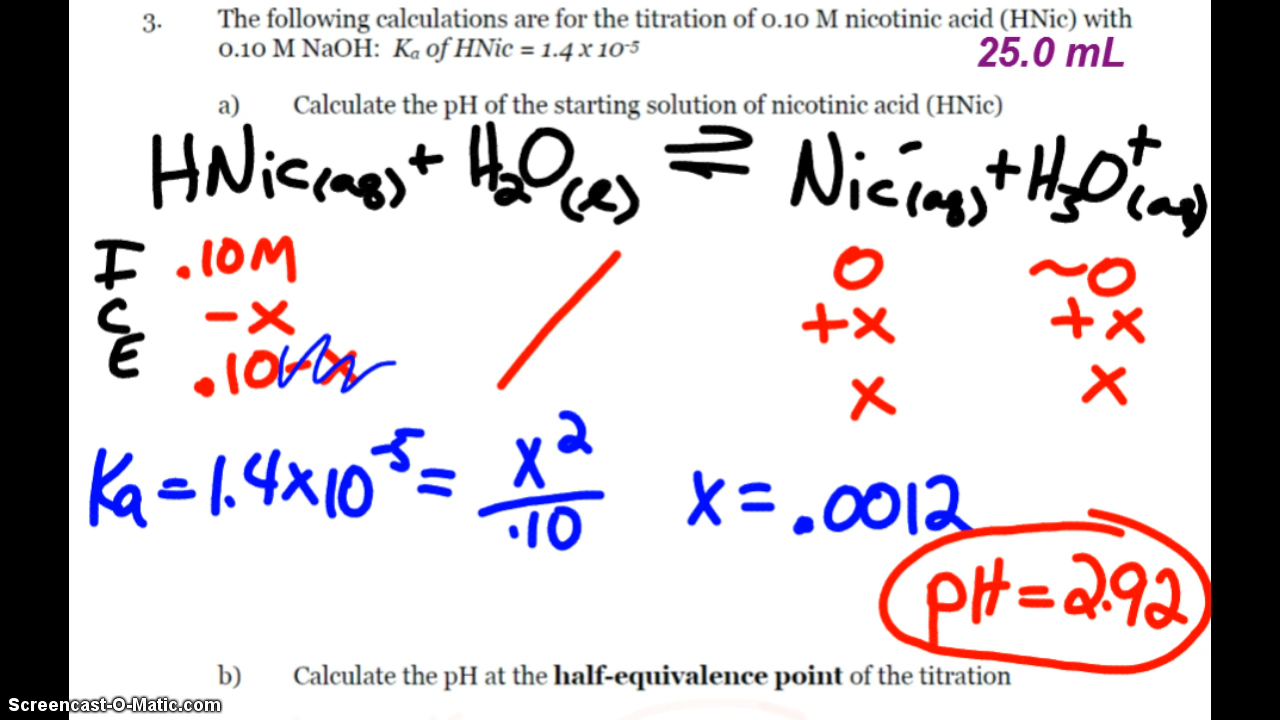 3. The following calculations are for the titration of 0.10 M nicotinic acid (HNic) with
0.10 M NaOH: Ka of HNic = 1.4 x 10-5
25.0 mL
a) Calculate the pH of the starting solution of nicotinic acid (HNic)
HNic(aq) + H2O(l) ⇌ Nic-(aq) + H3O+(aq)
I .10M 0 ~0
C -x +x +x
E .10-x x x
Ka = 1.4x10-5 = x2/.10 x = .0012
pH = 2.92
b) Calculate the pH at the half-equivalence point of the titration
Screencast-O-Matic.com